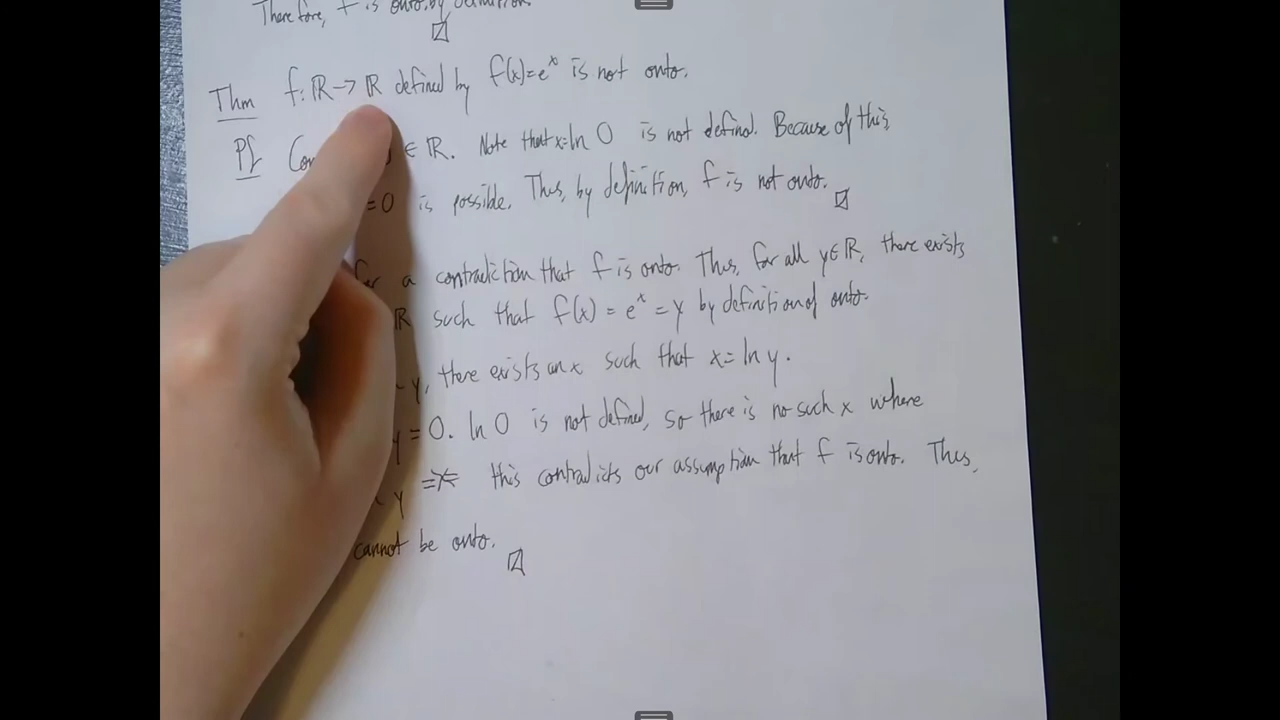 Therefore, f is onto by definition.
Thm f: ℝ → ℝ defined by f(x)=e^x is not onto.
Pf ∈ ℝ. Note that x=ln 0 is not defined. Because of this,
=0 is possible. Thus, by definition, f is not onto.
for a contradiction that f is onto. Thus, for all y∈ℝ, there exists
ℝ such that f(x) = e^x = y by definition of onto.
y, there exists an x such that x = ln y.
y = 0. ln 0 is not defined, so there is no such x where
y =><= this contradicts our assumption that f is onto. Thus,
cannot be onto.